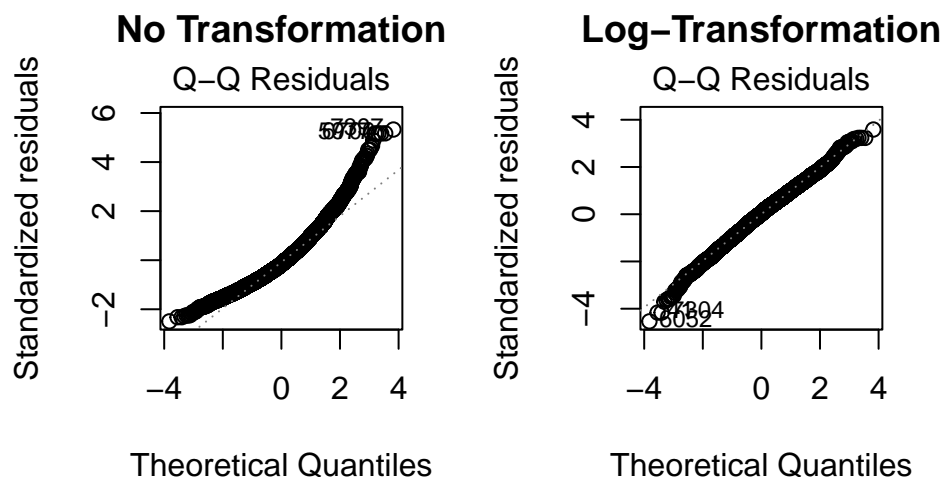 No Transformation
Q−Q Residuals
Standardized residuals
6
4
2
−2
−4
0
2
4
Theoretical Quantiles
Log−Transformation
Q−Q Residuals
Standardized residuals
4
2
0
−4
6052
−4
0
2
4
Theoretical Quantiles